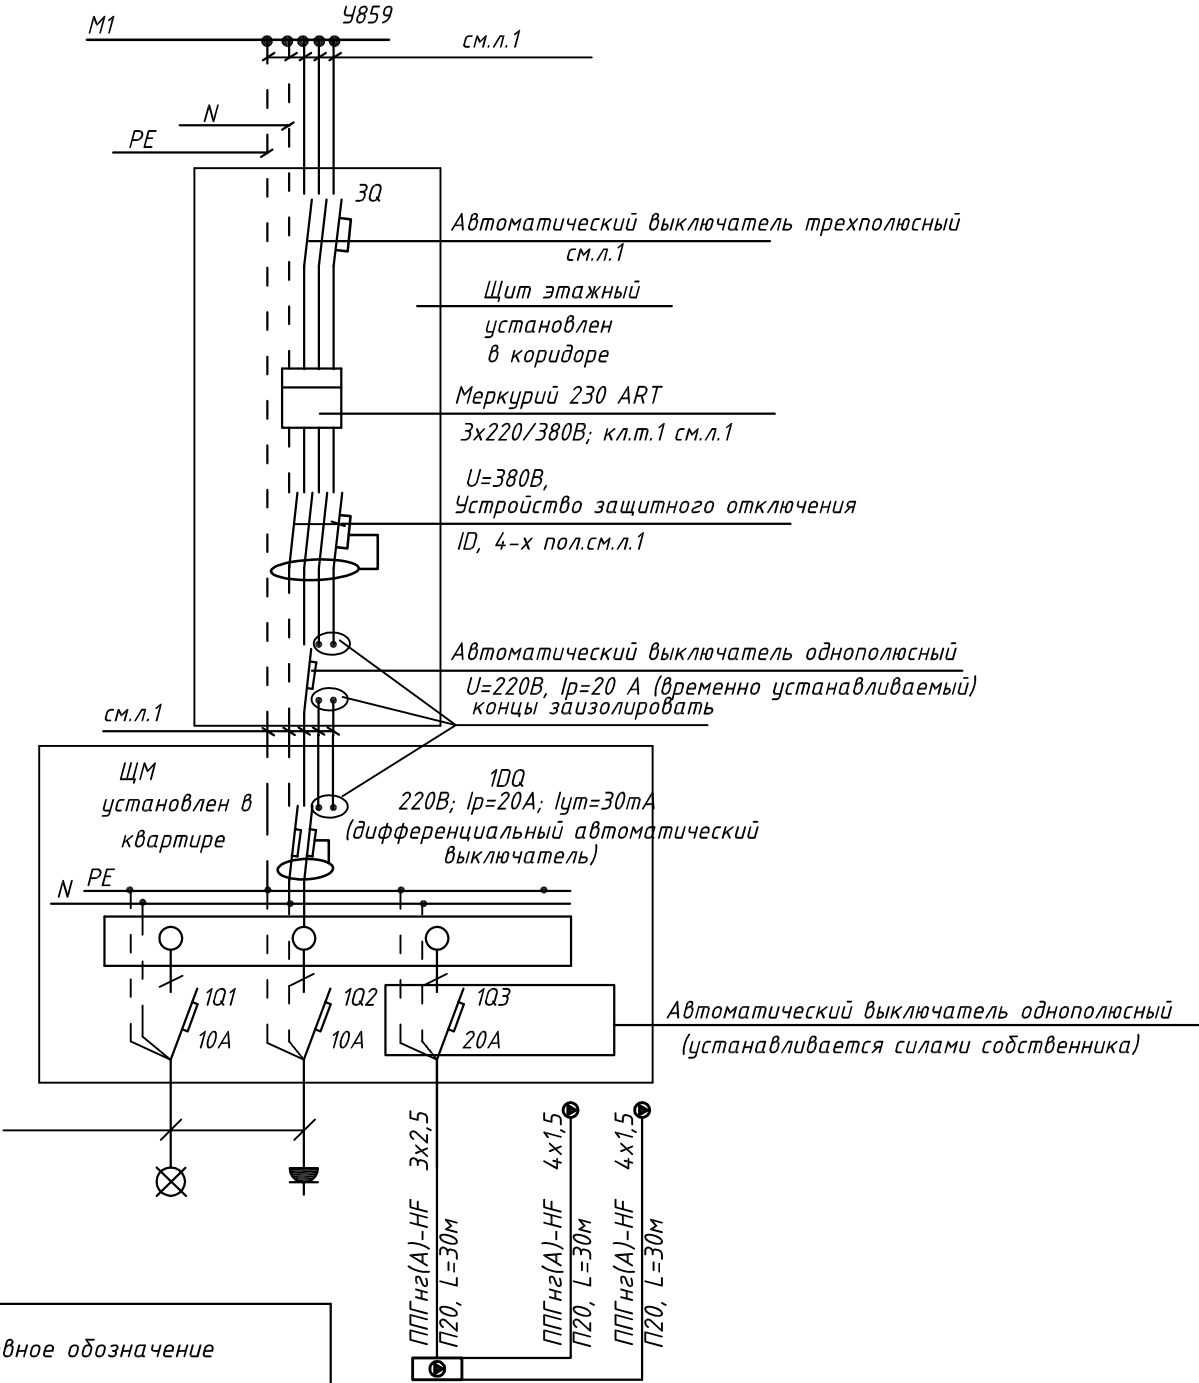 М1
У859
см.л.1
N
PE
3Q
Автоматический выключатель трехполюсный
см.л.1
Щит этажный
установлен
в коридоре
Меркурий 230 ART
3х220/380В; кл.т.1 см.л.1
U=380В,
Устройство защитного отключения
ID, 4-х пол.см.л.1
Автоматический выключатель однополюсный
U=220В, Iр=20 А (временно устанавливаемый)
концы заизолировать
см.л.1
ЩМ
установлен в
квартире
1DQ
220В; Iр=20А; Iут=30mA
(дифференциальный автоматический
выключатель)
PE
N
1Q1
10А
1Q2
10А
1Q3
20А
Автоматический выключатель однополюсный
(устанавливается силами собственника)
ППГнг(А)-HF 3х2,5
П20, L=30м
ППГнг(А)-HF 4х1,5
П20, L=30м
ППГнг(А)-HF 4х1,5
П20, L=30м
вное обозначение